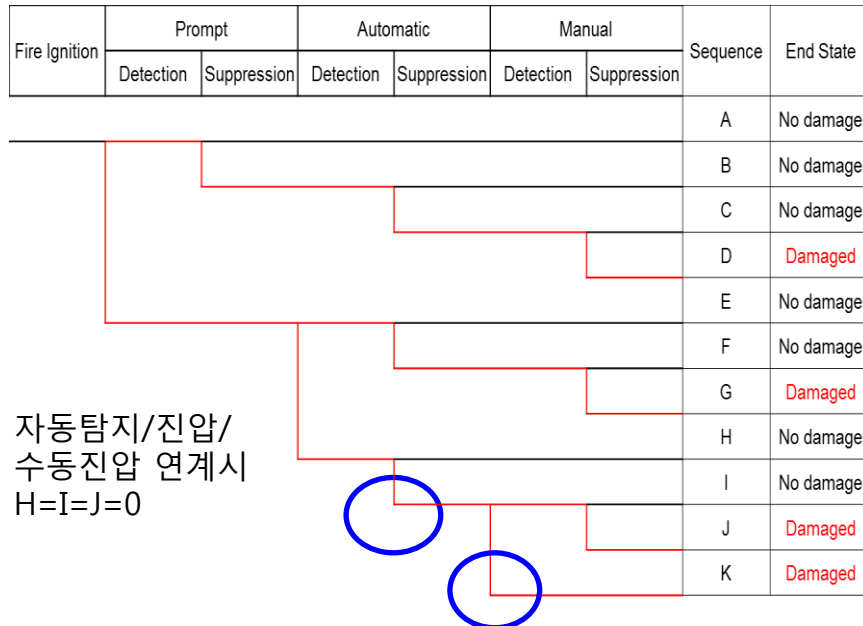 Fire Ignition Prompt Automatic Manual Sequence End State
Detection Suppression Detection Suppression Detection Suppression
A No damage
B No damage
C No damage
D Damaged
E No damage
F No damage
G Damaged
H No damage
I No damage
J Damaged
K Damaged
자동탐지/진압/
수동진압 연계시
H=I=J=0